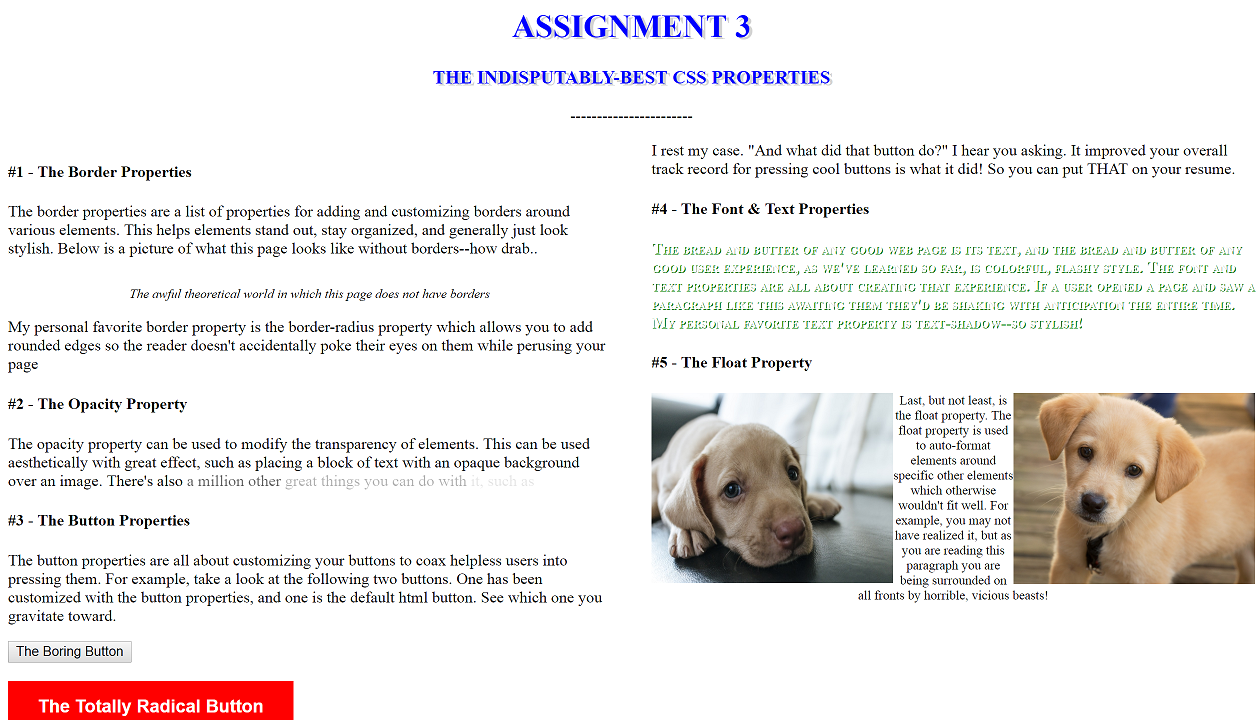 ASSIGNMENT 3
THE INDISPUTABLY-BEST CSS PROPERTIES
-----------------------
#1 - The Border Properties
The border properties are a list of properties for adding and customizing borders around
various elements. This helps elements stand out, stay organized, and generally just look
stylish. Below is a picture of what this page looks like without borders--how drab..
The awful theoretical world in which this page does not have borders
My personal favorite border property is the border-radius property which allows you to add
rounded edges so the reader doesn't accidentally poke their eyes on them while perusing your
page
#2 - The Opacity Property
The opacity property can be used to modify the transparency of elements. This can be used
aesthetically with great effect, such as placing a block of text with an opaque background
over an image. There's also a million other great things you can do with it, such as
#3 - The Button Properties
The button properties are all about customizing your buttons to coax helpless users into
pressing them. For example, take a look at the following two buttons. One has been
customized with the button properties, and one is the default html button. See which one you
gravitate toward.
The Boring Button
The Totally Radical Button
I rest my case. "And what did that button do?" I hear you asking. It improved your overall
track record for pressing cool buttons is what it did! So you can put THAT on your resume.
#4 - The Font & Text Properties
The bread and butter of any good web page is its text, and the bread and butter of any
good user experience, as we've learned so far, is colorful, flashy style. The font and
text properties are all about creating that experience. If a user opened a page and saw a
paragraph like this awaiting them they'd be shaking with anticipation the entire time.
My personal favorite text property is text-shadow--so stylish!
#5 - The Float Property
Last, but not least, is
the float property. The
float property is used
to auto-format
elements around
specific other elements
which otherwise
wouldn't fit well. For
example, you may not
have realized it, but as
you are reading this
paragraph you are
being surrounded on
all fronts by horrible, vicious beasts!